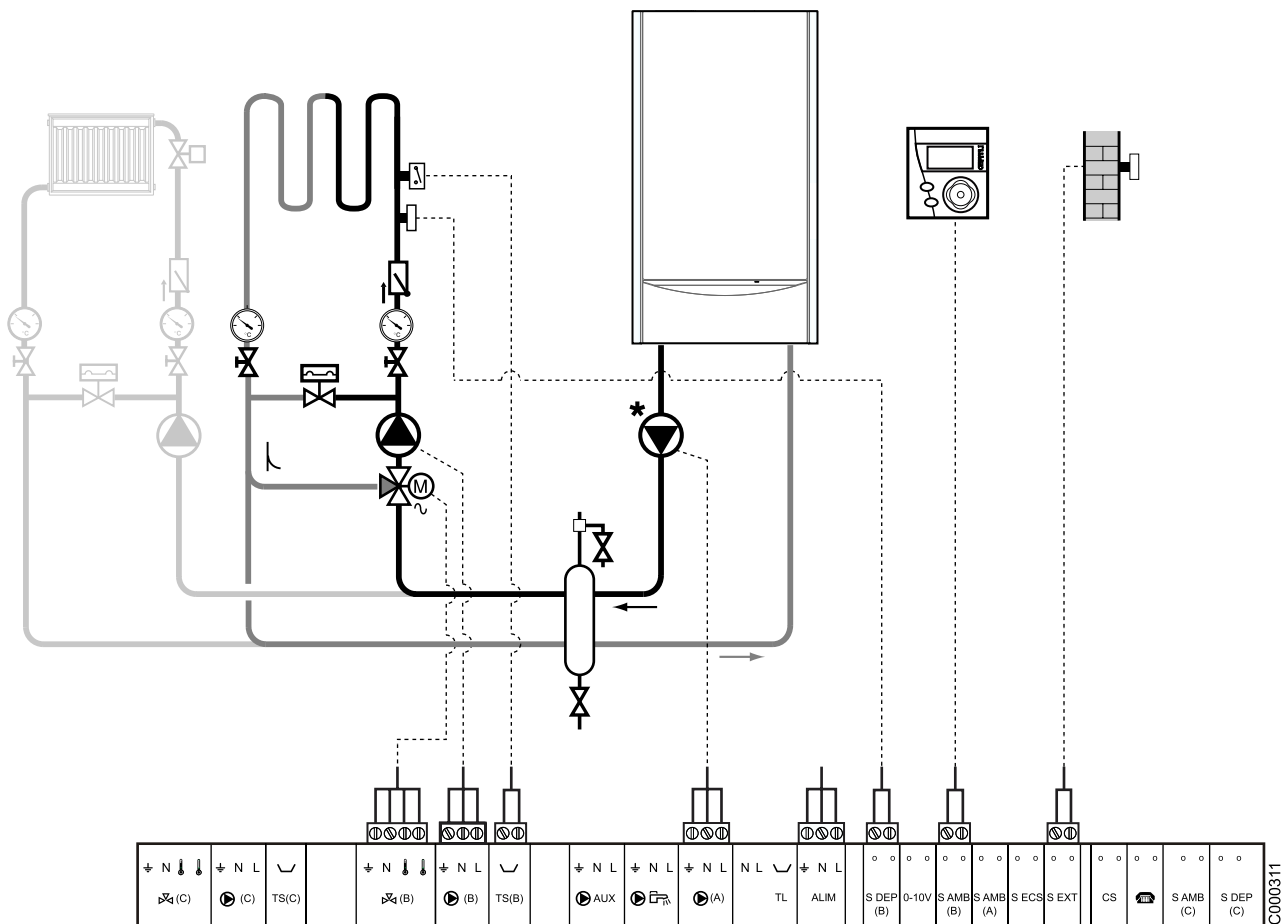 °C
°C
°C
°C
*
M
⏚ N
⏚ N L
⏚ N
⏚ N L
⏚ N L
⏚ N L
⏚ N L
N L
⏚ N L
(C)
(C)
TS(C)
(B)
(B)
TS(B)
AUX
(A)
TL
ALIM
S DEP
(B)
0-10V
S AMB
(B)
S AMB
(A)
S ECS
S EXT
CS
S AMB
(C)
S DEP
(C)
C000311